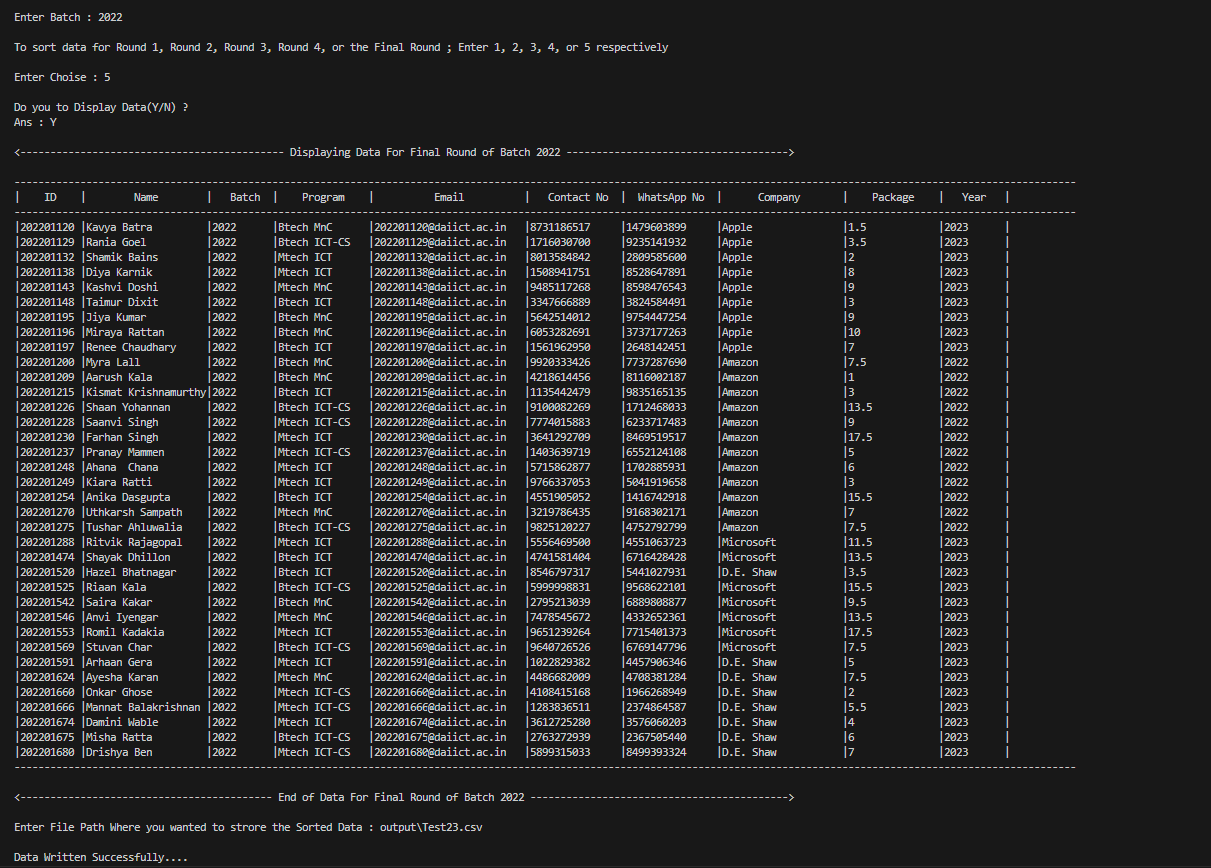 Enter Batch : 2022
To sort data for Round 1, Round 2, Round 3, Round 4, or the Final Round ; Enter 1, 2, 3, 4, or 5 respectively
Enter Choise : 5
Do you to Display Data(Y/N) ?
Ans : Y
<-------------------------------------------- Displaying Data For Final Round of Batch 2022 ------------------------------------->
| ID | Name | Batch | Program | Email | Contact No | WhatsApp No | Company | Package | Year |
|202201120 |Kavya Batra |2022 |Btech MnC |202201120@daiict.ac.in |8731186517 |1479603899 |Apple |1.5 |2023 |
|202201129 |Rania Goel |2022 |Btech ICT-CS |202201129@daiict.ac.in |1716030700 |9235141932 |Apple |3.5 |2023 |
|202201132 |Shamik Bains |2022 |Mtech ICT |202201132@daiict.ac.in |8013584842 |2809585600 |Apple |2 |2023 |
|202201138 |Diya Karnik |2022 |Mtech ICT |202201138@daiict.ac.in |1508941751 |8528647891 |Apple |8 |2023 |
|202201143 |Kashvi Doshi |2022 |Mtech MnC |202201143@daiict.ac.in |9485117268 |8598476543 |Apple |9 |2023 |
|202201148 |Taimur Dixit |2022 |Btech ICT |202201148@daiict.ac.in |3347666889 |3824584491 |Apple |3 |2023 |
|202201195 |Jiya Kumar |2022 |Btech MnC |202201195@daiict.ac.in |5642514012 |9754447254 |Apple |9 |2023 |
|202201196 |Miraya Rattan |2022 |Btech MnC |202201196@daiict.ac.in |6053282691 |3737177263 |Apple |10 |2023 |
|202201197 |Renee Chaudhary |2022 |Btech ICT |202201197@daiict.ac.in |1561962950 |2648142451 |Apple |7 |2023 |
|202201200 |Myra Lall |2022 |Btech MnC |202201200@daiict.ac.in |9920333426 |7737287690 |Amazon |7.5 |2022 |
|202201209 |Aarush Kala |2022 |Btech MnC |202201209@daiict.ac.in |4218614456 |8116002187 |Amazon |1 |2022 |
|202201215 |Kismat Krishnamurthy|2022 |Btech ICT |202201215@daiict.ac.in |1135442479 |9835165135 |Amazon |3 |2022 |
|202201226 |Shaan Yohannan |2022 |Btech ICT-CS |202201226@daiict.ac.in |9100082269 |1712468033 |Amazon |13.5 |2022 |
|202201228 |Saanvi Singh |2022 |Mtech ICT-CS |202201228@daiict.ac.in |7774015883 |6233717483 |Amazon |9 |2022 |
|202201230 |Farhan Singh |2022 |Mtech ICT |202201230@daiict.ac.in |3641292709 |8469519517 |Amazon |17.5 |2022 |
|202201237 |Pranay Mammen |2022 |Mtech ICT-CS |202201237@daiict.ac.in |1403639719 |6552124108 |Amazon |5 |2022 |
|202201248 |Ahana  Chana |2022 |Mtech ICT |202201248@daiict.ac.in |5715862877 |1702885931 |Amazon |6 |2022 |
|202201249 |Kiara Ratti |2022 |Mtech ICT |202201249@daiict.ac.in |9766337053 |5041919658 |Amazon |3 |2022 |
|202201254 |Anika Dasgupta |2022 |Btech ICT |202201254@daiict.ac.in |4551905052 |1416742918 |Amazon |15.5 |2022 |
|202201270 |Uthkarsh Sampath |2022 |Mtech MnC |202201270@daiict.ac.in |3219786435 |9168302171 |Amazon |7 |2022 |
|202201275 |Tushar Ahluwalia |2022 |Btech ICT-CS |202201275@daiict.ac.in |9825120227 |4752792799 |Amazon |7.5 |2022 |
|202201288 |Ritvik Rajagopal |2022 |Mtech ICT |202201288@daiict.ac.in |5556469500 |4551063723 |Microsoft |11.5 |2023 |
|202201474 |Shayak Dhillon |2022 |Btech ICT |202201474@daiict.ac.in |4741581404 |6716428428 |Microsoft |13.5 |2023 |
|202201520 |Hazel Bhatnagar |2022 |Btech ICT |202201520@daiict.ac.in |8546797317 |5441027931 |D.E. Shaw |3.5 |2023 |
|202201525 |Riaan Kala |2022 |Btech ICT-CS |202201525@daiict.ac.in |5999998831 |9568622101 |Microsoft |15.5 |2023 |
|202201542 |Saira Kakar |2022 |Btech MnC |202201542@daiict.ac.in |2795213039 |6889808877 |Microsoft |9.5 |2023 |
|202201546 |Anvi Iyengar |2022 |Mtech MnC |202201546@daiict.ac.in |7478545672 |4332652361 |Microsoft |13.5 |2023 |
|202201553 |Romil Kadakia |2022 |Mtech ICT |202201553@daiict.ac.in |9651239264 |7715401373 |Microsoft |17.5 |2023 |
|202201569 |Stuvan Char |2022 |Btech ICT-CS |202201569@daiict.ac.in |9640726526 |6769147796 |Microsoft |7.5 |2023 |
|202201591 |Arhaan Gera |2022 |Mtech ICT |202201591@daiict.ac.in |1022829382 |4457906346 |D.E. Shaw |5 |2023 |
|202201624 |Ayesha Karan |2022 |Mtech MnC |202201624@daiict.ac.in |4486682009 |4708381284 |D.E. Shaw |7.5 |2023 |
|202201660 |Onkar Ghose |2022 |Mtech ICT-CS |202201660@daiict.ac.in |4108415168 |1966268949 |D.E. Shaw |2 |2023 |
|202201666 |Mannat Balakrishnan |2022 |Mtech ICT-CS |202201666@daiict.ac.in |1283836511 |2374864587 |D.E. Shaw |5.5 |2023 |
|202201674 |Damini Wable |2022 |Mtech ICT |202201674@daiict.ac.in |3612725280 |3576060203 |D.E. Shaw |4 |2023 |
|202201675 |Misha Ratta |2022 |Btech ICT-CS |202201675@daiict.ac.in |2763272939 |2367505440 |D.E. Shaw |6 |2023 |
|202201680 |Drishya Ben |2022 |Mtech ICT-CS |202201680@daiict.ac.in |5899315033 |8499393324 |D.E. Shaw |7 |2023 |
<------------------------------------------ End of Data For Final Round of Batch 2022 ------------------------------------------->
Enter File Path Where you wanted to strore the Sorted Data : output\Test23.csv
Data Written Successfully....